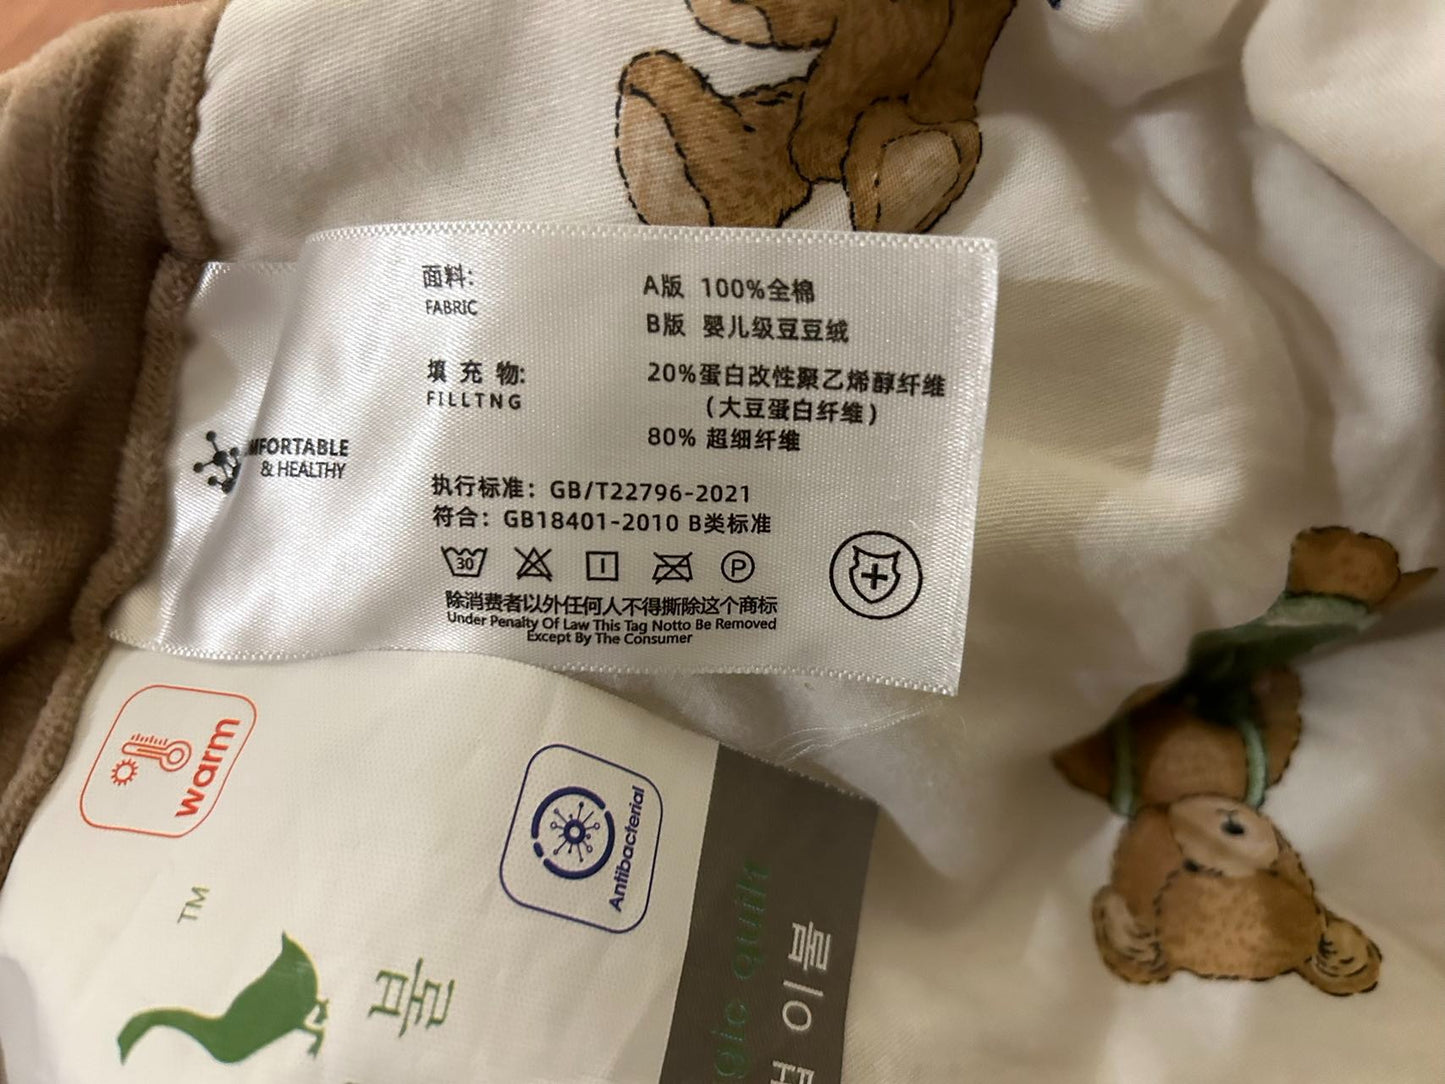 面料:
FABRIC
A版 100%全棉
B版 婴儿级豆豆绒
填 充 物:
FILLTNG
20%蛋白改性聚乙烯醇纤维
(大豆蛋白纤维)
80% 超细纤维
MFORTABLE
& HEALTHY
执行标准: GB/T22796-2021
符合: GB18401-2010 B类标准
30
P
除消费者以外任何人不得撕除这个商标
Under Penalty Of Law This Tag Notto Be Removed
Except By The Consumer
warm
Antibacterial
TM
quilt